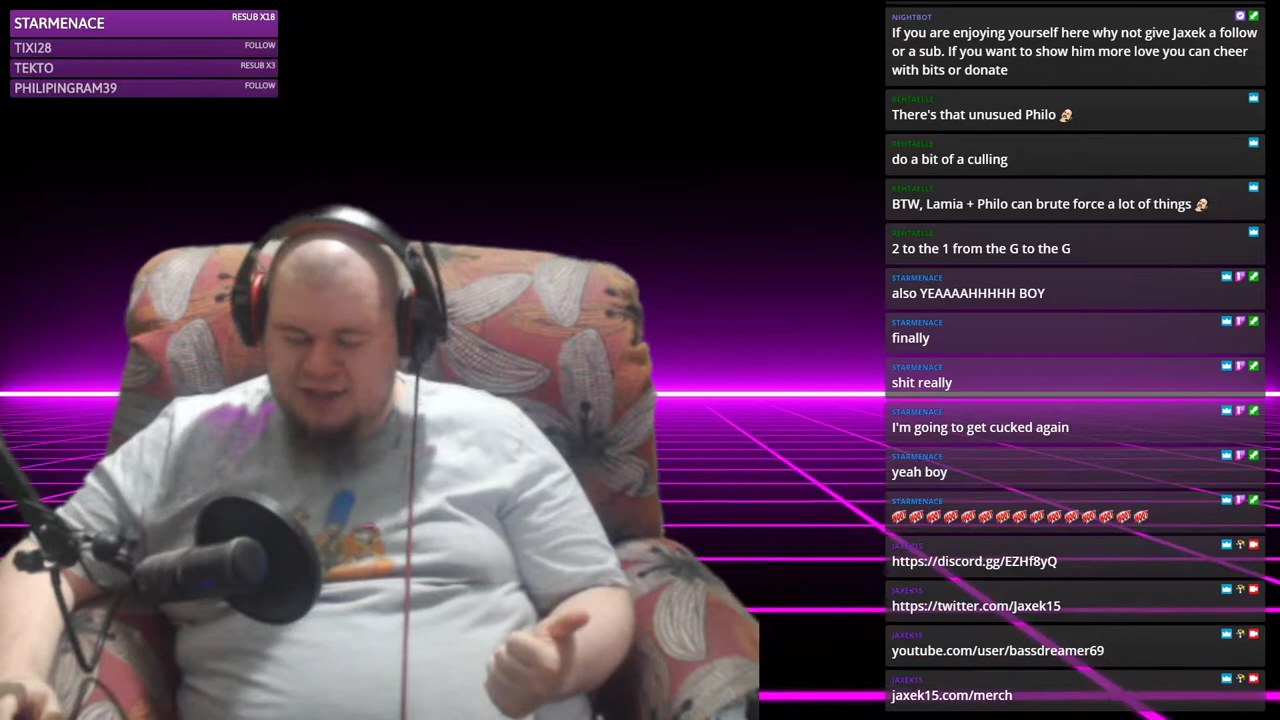 STARMENACE RESUB X18
TIXI28 FOLLOW
TEKTO RESUB X3
PHILIPINGRAM39 FOLLOW
NIGHTBOT
If you are enjoying yourself here why not give Jaxek a follow
or a sub. If you want to show him more love you can cheer
with bits or donate
REHTAELLE
There's that unusued Philo
REHTAELLE
do a bit of a culling
REHTAELLE
BTW, Lamia + Philo can brute force a lot of things
REHTAELLE
2 to the 1 from the G to the G
STARMENACE
also YEAAAAHHHHH BOY
STARMENACE
finally
STARMENACE
shit really
STARMENACE
I'm going to get cucked again
STARMENACE
yeah boy
STARMENACE
JAXEK15
https://discord.gg/EZHf8yQ
JAXEK15
https://twitter.com/Jaxek15
JAXEK15
youtube.com/user/bassdreamer69
JAXEK15
jaxek15.com/merch